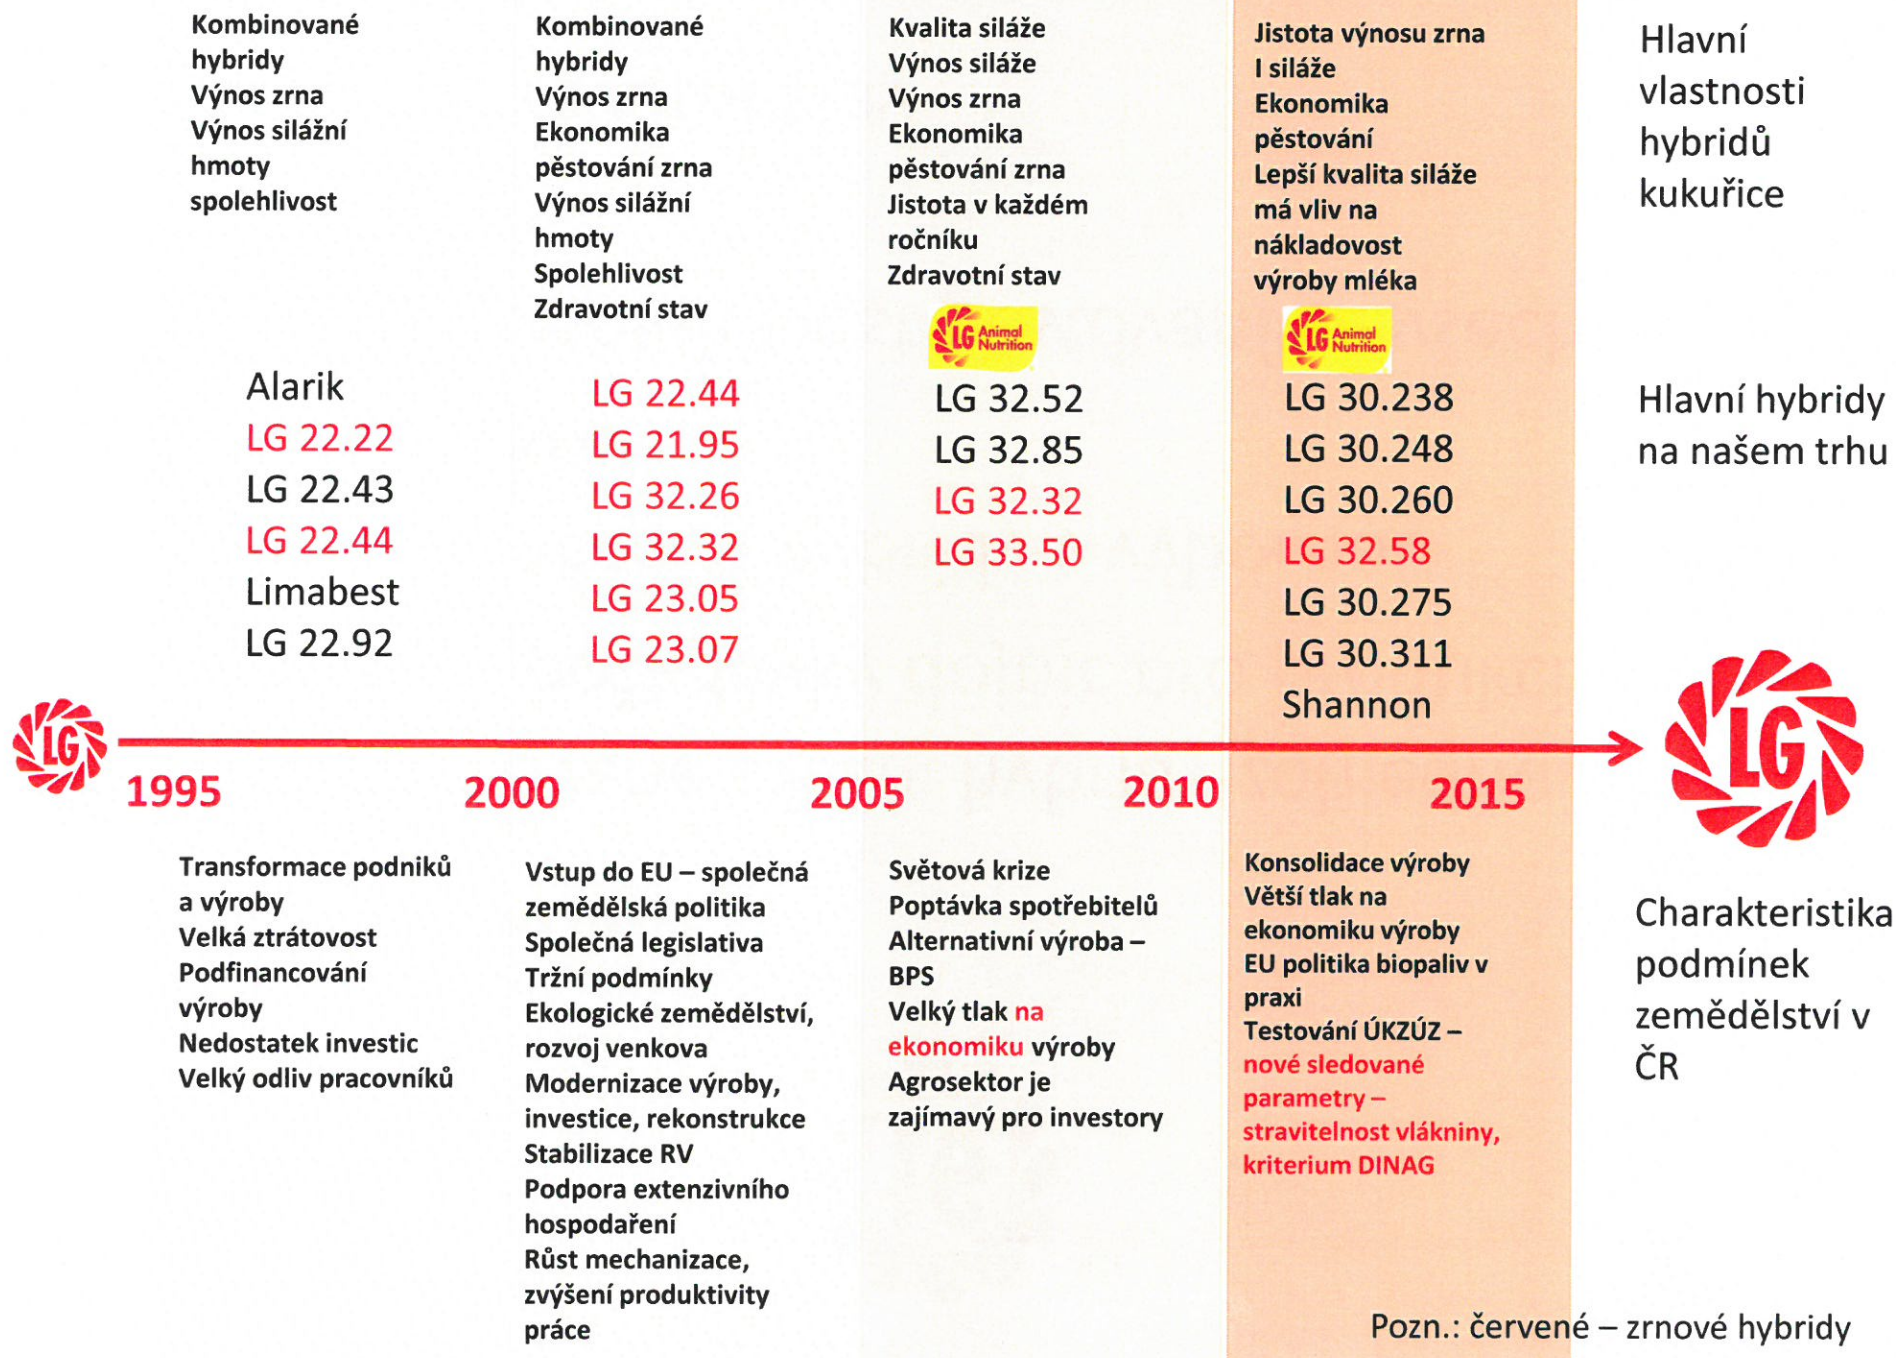 Kombinované
hybridy
Výnos zrna
Výnos silážní
hmoty
spolehlivost
Kombinované
hybridy
Výnos zrna
Ekonomika
pěstování zrna
Výnos silážní
hmoty
Spolehlivost
Zdravotní stav
Kvalita siláže
Výnos siláže
Výnos zrna
Ekonomika
pěstování zrna
Jistota v každém
ročníku
Zdravotní stav
Jistota výnosu zrna
I siláže
Ekonomika
pěstování
Lepší kvalita siláže
má vliv na
nákladovost
výroby mléka
Hlavní
vlastnosti
hybridů
kukuřice
LG Animal
Nutrition
LG Animal
Nutrition
Alarik
LG 22.22
LG 22.43
LG 22.44
Limabest
LG 22.92
LG 22.44
LG 21.95
LG 32.26
LG 32.32
LG 23.05
LG 23.07
LG 32.52
LG 32.85
LG 32.32
LG 33.50
LG 30.238
LG 30.248
LG 30.260
LG 32.58
LG 30.275
LG 30.311
Shannon
Hlavní hybridy
na našem trhu
LG
LG
1995 2000 2005 2010 2015
Transformace podniků
a výroby
Velká ztrátovost
Podfinancování
výroby
Nedostatek investic
Velký odliv pracovníků
Vstup do EU – společná
zemědělská politika
Společná legislativa
Tržní podmínky
Ekologické zemědělství,
rozvoj venkova
Modernizace výroby,
investice, rekonstrukce
Stabilizace RV
Podpora extenzivního
hospodaření
Růst mechanizace,
zvýšení produktivity
práce
Světová krize
Poptávka spotřebitelů
Alternativní výroba –
BPS
Velký tlak na
ekonomiku výroby
Agrosektor je
zajímavý pro investory
Konsolidace výroby
Větší tlak na
ekonomiku výroby
EU politika biopaliv v
praxi
Testování ÚKZÚZ –
nové sledované
parametry –
stravitelnost vlákniny,
kriterium DINAG
Charakteristika
podmínek
zemědělství v
ČR
Pozn.: červené – zrnové hybridy